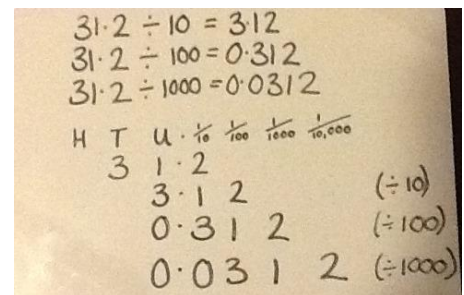 31·2 ÷ 10 = 3·12
31·2 ÷ 100 = 0·312
31·2 ÷ 1000 = 0·0312
H T U · 1/10 1/100 1/1000 1/10,000
3 1 · 2
3 · 1 2 (÷10)
0 · 3 1 2 (÷100)
0 · 0 3 1 2 (÷1000)